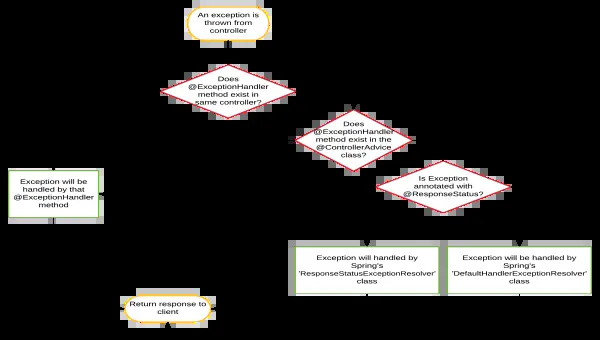 An exception is
thrown from
controller
Does
@ExceptionHandler
method exist in
same controller?
Does
@ExceptionHandler
method exist in the
@ControllerAdvice
class?
Is Exception
annotated with
@ResponseStatus?
Exception will be
handled by that
@ExceptionHandler
method
Exception will handled by
Spring's
'ResponseStatusExceptionResolver'
class
Exception will be handled by
Spring's
'DefaultHandlerExceptionResolver'
class
Return response to
client